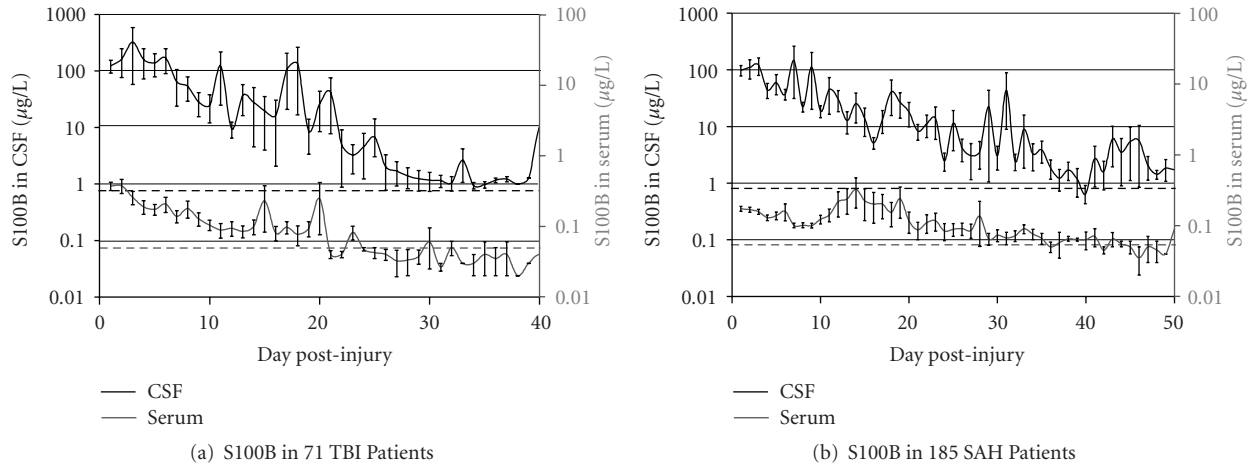 S100B in CSF (μg/L)
1000
100
10
1
0.1
0.01
100
10
1
0.1
0.01
S100B in serum (μg/L)
0 10 20 30 40
Day post-injury
CSF
Serum
(a) S100B in 71 TBI Patients
S100B in CSF (μg/L)
1000
100
10
1
0.1
0.01
100
10
1
0.1
0.01
S100B in serum (μg/L)
0 10 20 30 40 50
Day post-injury
CSF
Serum
(b) S100B in 185 SAH Patients